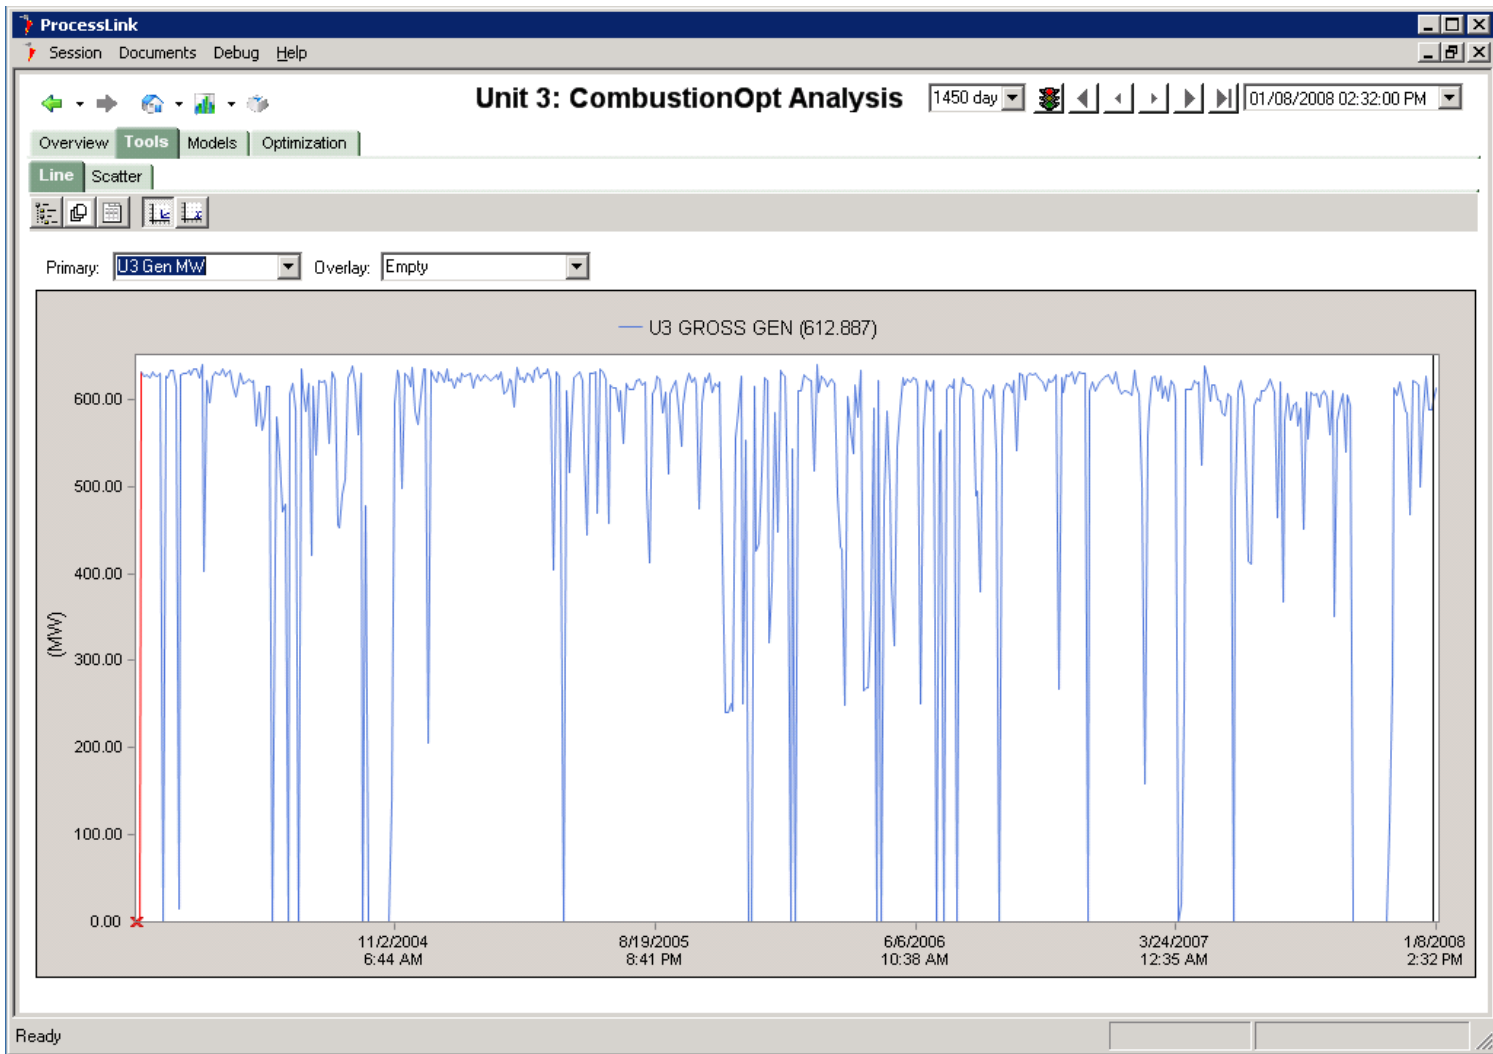 ProcessLink
Session Documents Debug Help
Unit 3: CombustionOpt Analysis 1450 day 01/08/2008 02:32:00 PM
Overview Tools Models Optimization
Line Scatter
Primary: U3 Gen MW Overlay: Empty
U3 GROSS GEN (612.887)
600.00
500.00
400.00
(MW)
300.00
200.00
100.00
0.00
11/2/2004 8/19/2005 6/6/2006 3/24/2007 1/8/2008
6:44 AM 8:41 PM 10:38 AM 12:35 AM 2:32 PM
Ready